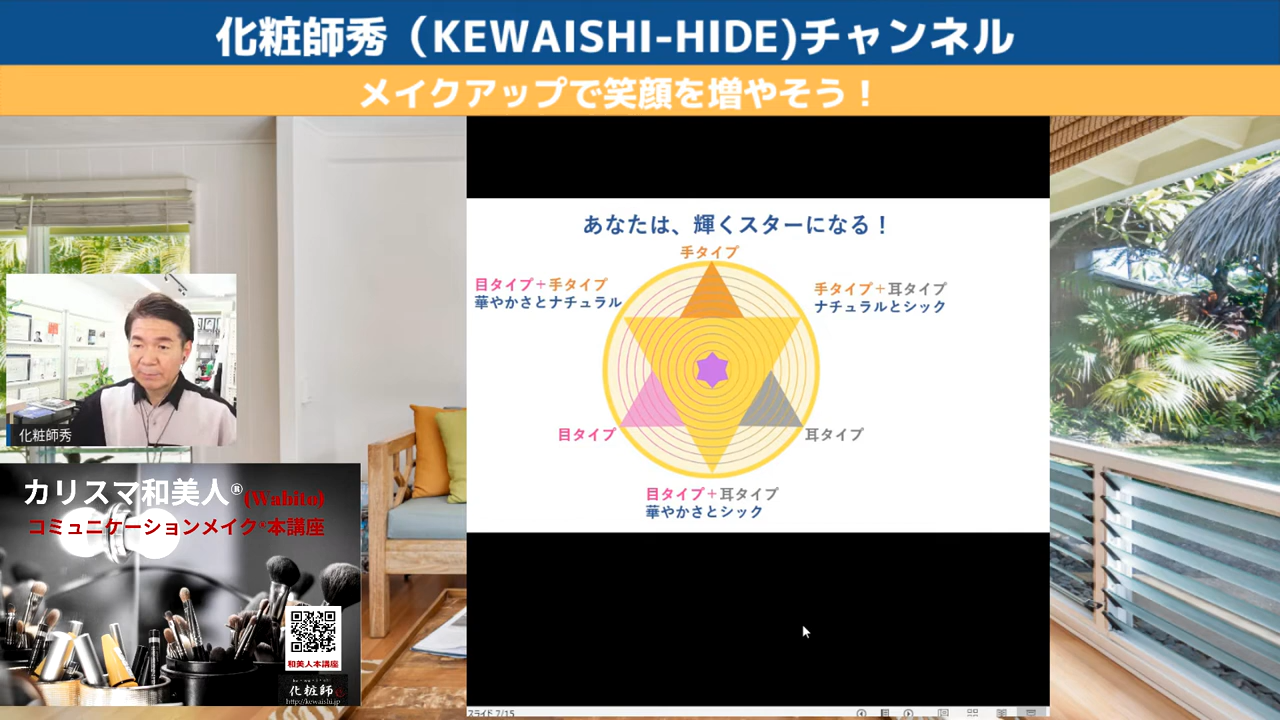 化粧師秀（KEWAISHI-HIDE)チャンネル
メイクアップで笑顔を増やそう！
あなたは、輝くスターになる！
手タイプ
目タイプ＋手タイプ
華やかさとナチュラル
手タイプ＋耳タイプ
ナチュラルとシック
目タイプ
耳タイプ
目タイプ＋耳タイプ
華やかさとシック
化粧師秀
カリスマ和美人®(Wabito)
コミュニケーションメイク®本講座
和美人本講座
化粧師
http://kewaishi.jp
スライド 7/15